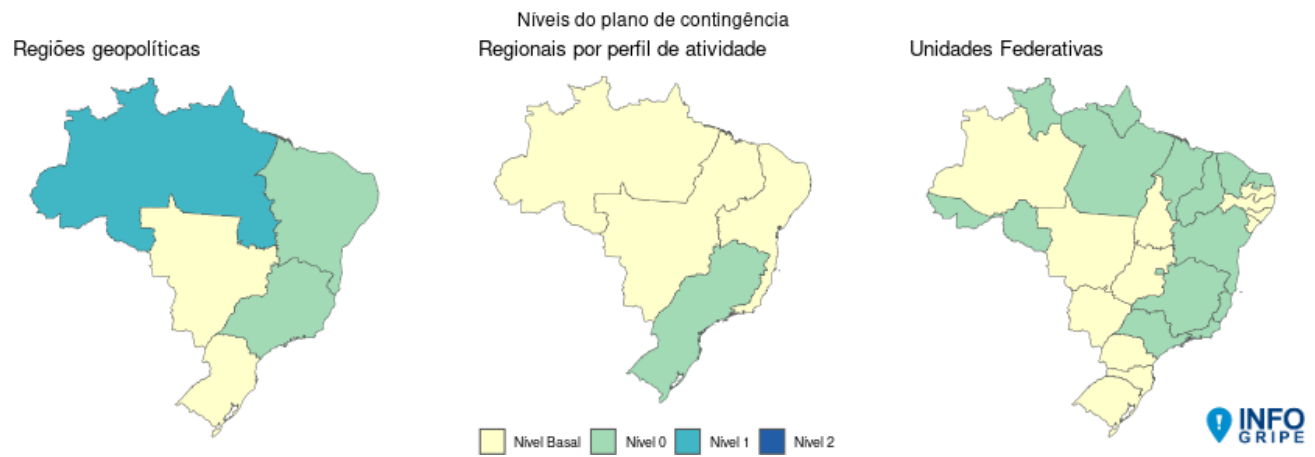 Níveis do plano de contingência
Regiões geopolíticas
Regionais por perfil de atividade
Unidades Federativas
Nível Basal
Nível 0
Nível 1
Nível 2
INFO
GRIPE